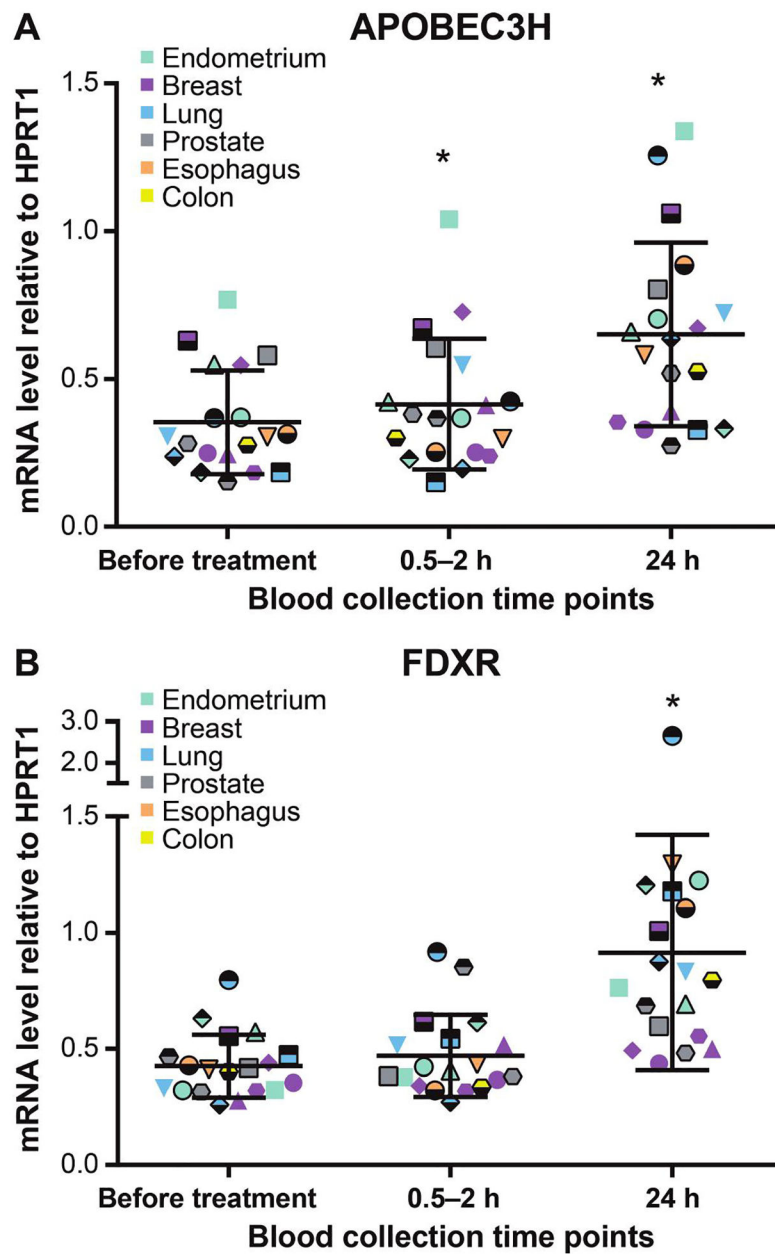 A
APOBEC3H
Endometrium
Breast
Lung
Prostate
Esophagus
Colon
mRNA level relative to HPRT1
1.5
1.0
0.5
0.0
*
*
Before treatment
0.5–2 h
24 h
Blood collection time points
B
FDXR
Endometrium
Breast
Lung
Prostate
Esophagus
Colon
mRNA level relative to HPRT1
3.0
2.0
1.5
1.0
0.5
0.0
*
Before treatment
0.5–2 h
24 h
Blood collection time points